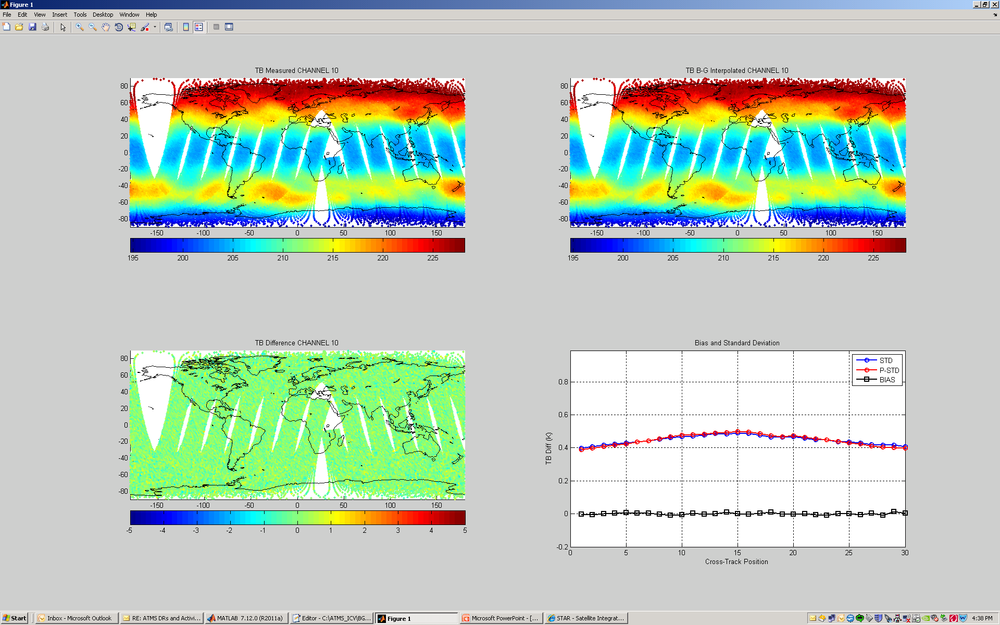 Figure 1
File Edit View Insert Tools Desktop Window Help
TB Measured CHANNEL 10
80
60
40
20
0
-20
-40
-60
-80
-150 -100 -50 0 50 100 150
195 200 205 210 215 220 225
TB B-G Interpolated CHANNEL 10
80
60
40
20
0
-20
-40
-60
-80
-150 -100 -50 0 50 100 150
195 200 205 210 215 220 225
TB Difference CHANNEL 10
80
60
40
20
0
-20
-40
-60
-80
-150 -100 -50 0 50 100 150
-5 -4 -3 -2 -1 0 1 2 3 4 5
Bias and Standard Deviation
STD
P-STD
BIAS
TB Diff (K)
0.8
0.6
0.4
0.2
0
-0.2
0 5 10 15 20 25 30
Cross-Track Position
Start Inbox - Microsoft Outlook RE: ATMS DRs and Activi... MATLAB 7.12.0 (R2011a) Editor - C:\ATMS_ICV\BG... Figure 1 Microsoft PowerPoint - [... STAR - Satellite Integrat... 4:38 PM